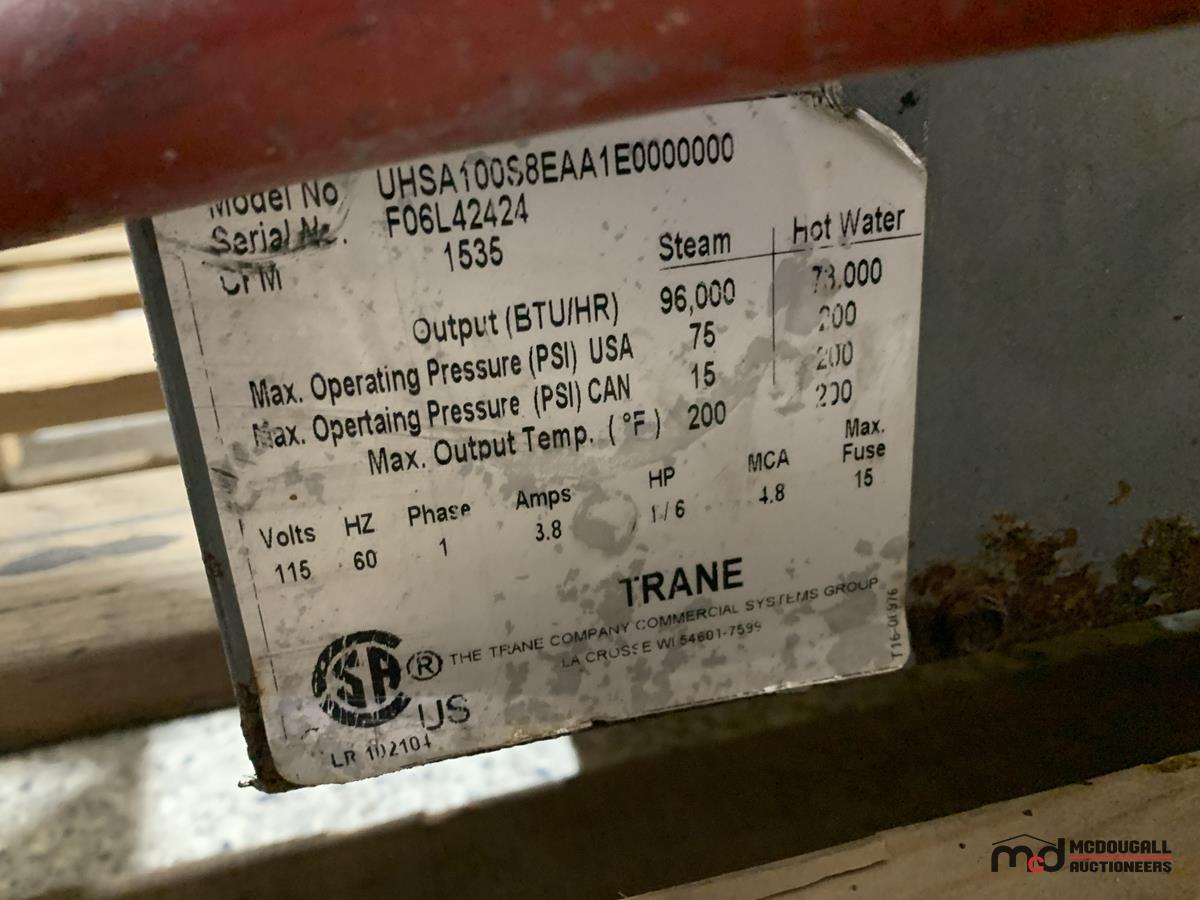 Model No UHSA100S8EAA1E0000000
Serial No. F06L42424
CFM 1535
Steam Hot Water
Output (BTU/HR) 96,000 73,000
Max. Operating Pressure (PSI) USA 75 200
Max. Opertaing Pressure (PSI) CAN 15 200
Max. Output Temp. (°F) 200 200
Volts HZ Phase Amps HP MCA Max. Fuse
115 60 1 3.8 1/6 4.8 15
TRANE
THE TRANE COMPANY COMMERCIAL SYSTEMS GROUP
LA CROSSE WI 54601-7599
CSA ® US
LR 102104
mcd MCDOUGALL
AUCTIONEERS